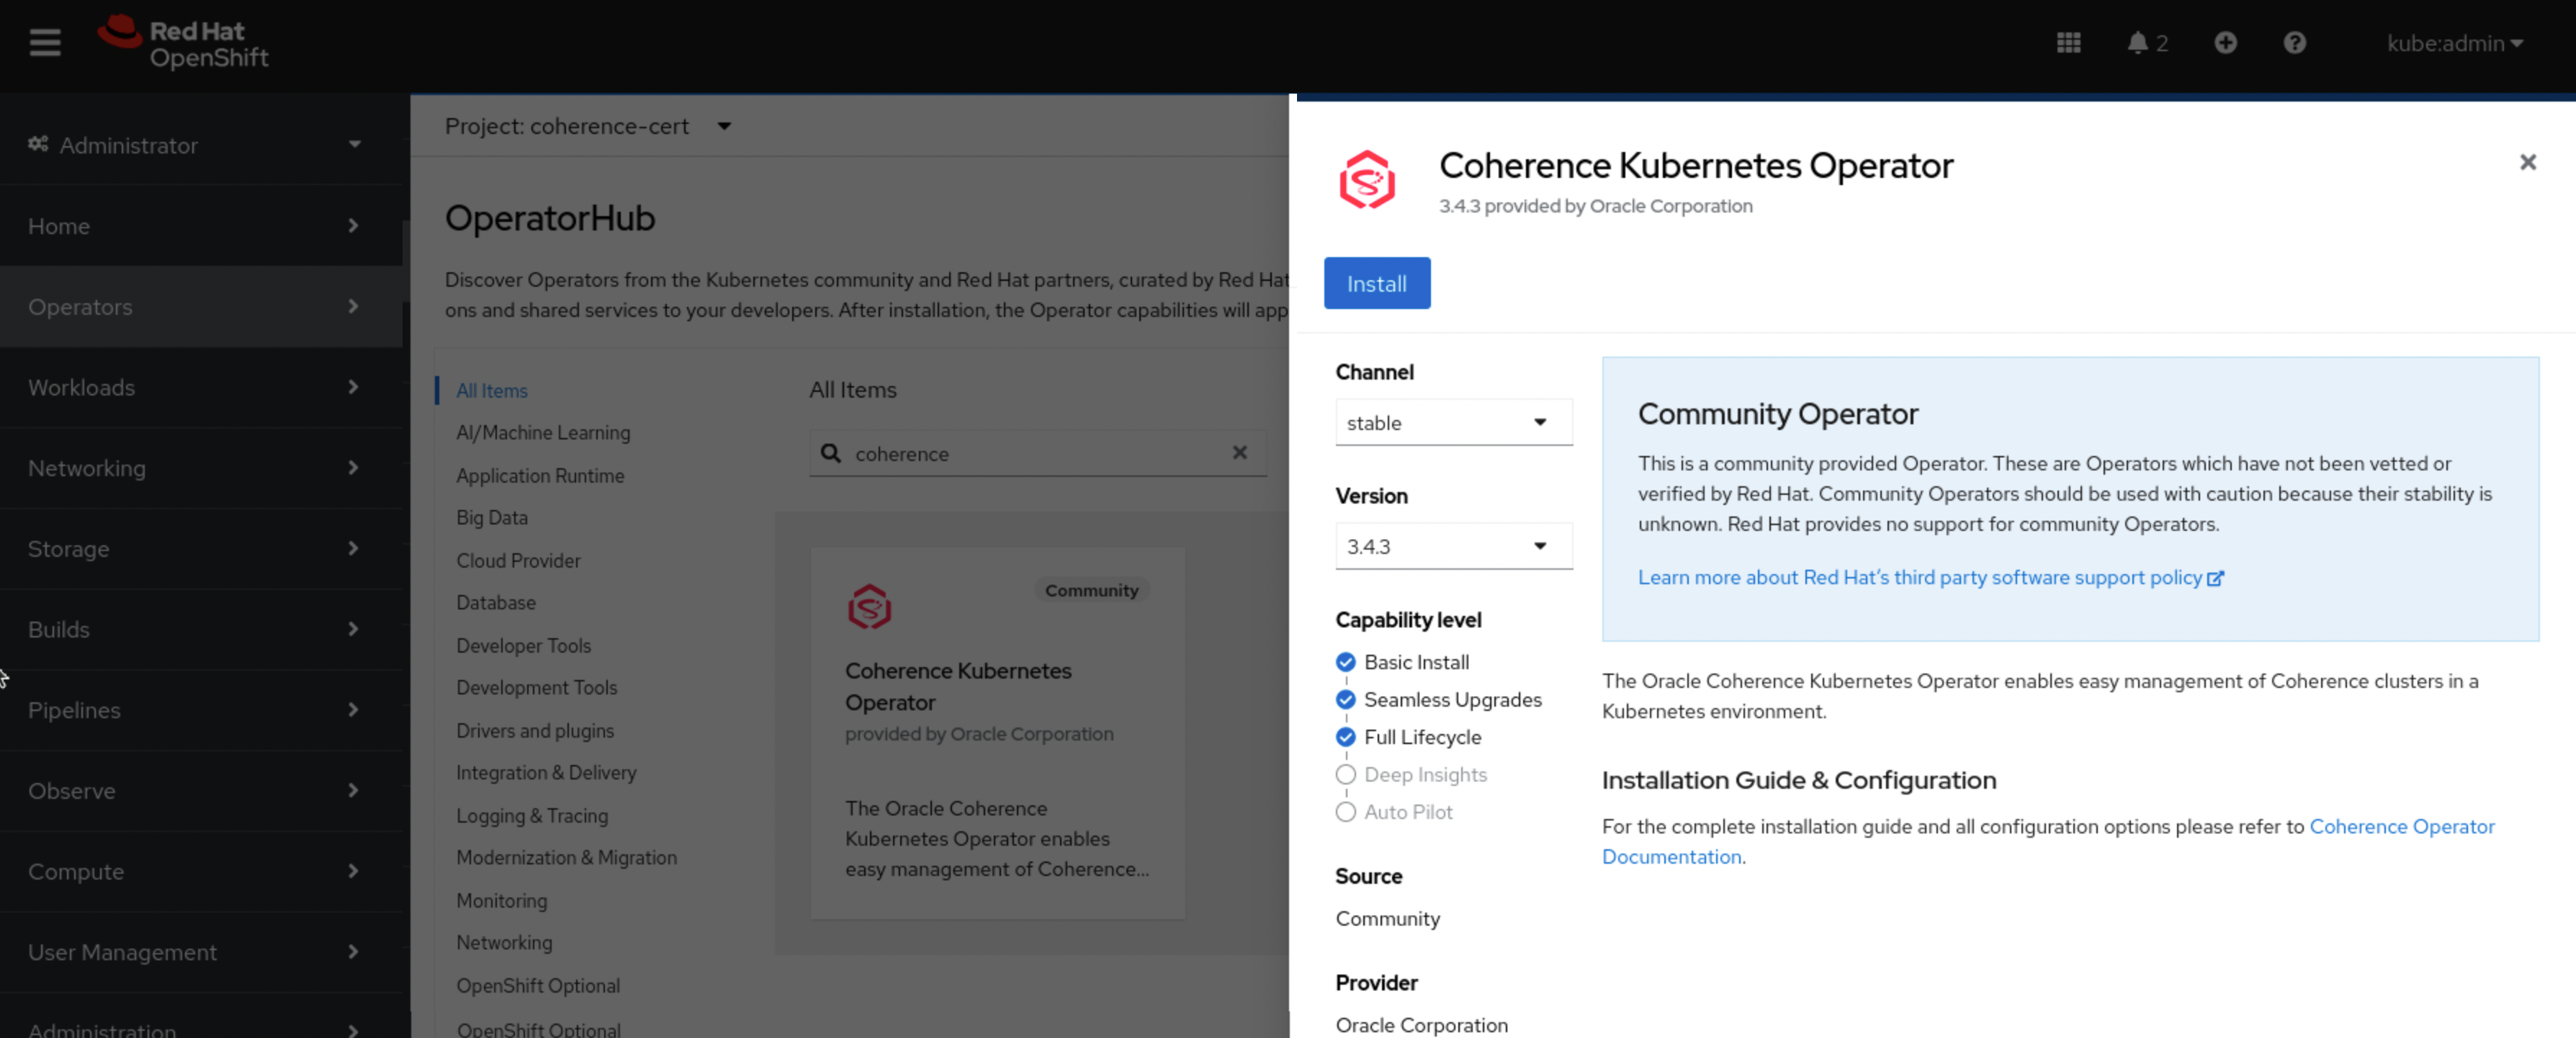 Red Hat
OpenShift
2
kube:admin
Administrator
Home
Operators
Workloads
Networking
Storage
Builds
Pipelines
Observe
Compute
User Management
Administration
Project: coherence-cert
OperatorHub
Discover Operators from the Kubernetes community and Red Hat partners, curated by Red Hat
ons and shared services to your developers. After installation, the Operator capabilities will app
All Items
AI/Machine Learning
Application Runtime
Big Data
Cloud Provider
Database
Developer Tools
Development Tools
Drivers and plugins
Integration & Delivery
Logging & Tracing
Modernization & Migration
Monitoring
Networking
OpenShift Optional
OpenShift Optional
All Items
coherence
Community
Coherence Kubernetes
Operator
provided by Oracle Corporation
The Oracle Coherence
Kubernetes Operator enables
easy management of Coherence...
Coherence Kubernetes Operator
3.4.3 provided by Oracle Corporation
Install
Channel
stable
Version
3.4.3
Capability level
Basic Install
Seamless Upgrades
Full Lifecycle
Deep Insights
Auto Pilot
Source
Community
Provider
Oracle Corporation
Community Operator
This is a community provided Operator. These are Operators which have not been vetted or
verified by Red Hat. Community Operators should be used with caution because their stability is
unknown. Red Hat provides no support for community Operators.
Learn more about Red Hat's third party software support policy
The Oracle Coherence Kubernetes Operator enables easy management of Coherence clusters in a
Kubernetes environment.
Installation Guide & Configuration
For the complete installation guide and all configuration options please refer to Coherence Operator
Documentation.